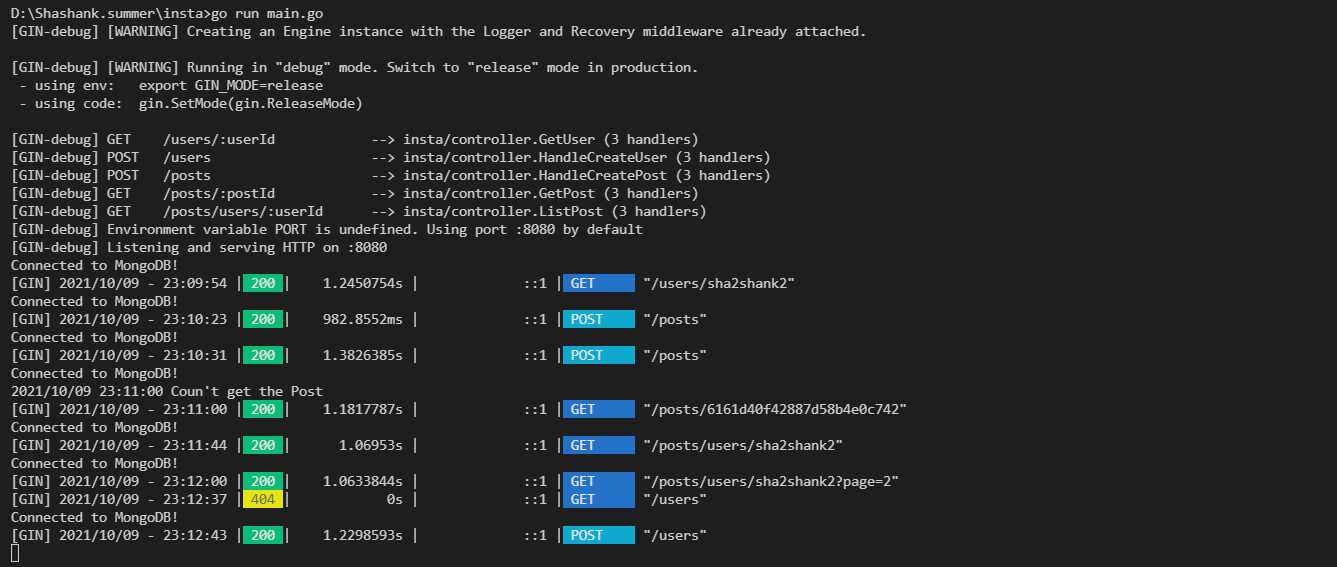 D:\Shashank.summer\insta>go run main.go
[GIN-debug] [WARNING] Creating an Engine instance with the Logger and Recovery middleware already attached.
[GIN-debug] [WARNING] Running in "debug" mode. Switch to "release" mode in production.
- using env: export GIN_MODE=release
- using code: gin.SetMode(gin.ReleaseMode)
[GIN-debug] GET /users/:userId --> insta/controller.GetUser (3 handlers)
[GIN-debug] POST /users --> insta/controller.HandleCreateUser (3 handlers)
[GIN-debug] POST /posts --> insta/controller.HandleCreatePost (3 handlers)
[GIN-debug] GET /posts/:postId --> insta/controller.GetPost (3 handlers)
[GIN-debug] GET /posts/users/:userId --> insta/controller.ListPost (3 handlers)
[GIN-debug] Environment variable PORT is undefined. Using port :8080 by default
[GIN-debug] Listening and serving HTTP on :8080
Connected to MongoDB!
[GIN] 2021/10/09 - 23:09:54 | 200 | 1.2450754s | ::1 | GET "/users/sha2shank2"
Connected to MongoDB!
[GIN] 2021/10/09 - 23:10:23 | 200 | 982.8552ms | ::1 | POST "/posts"
Connected to MongoDB!
[GIN] 2021/10/09 - 23:10:31 | 200 | 1.3826385s | ::1 | POST "/posts"
Connected to MongoDB!
2021/10/09 23:11:00 Coun't get the Post
[GIN] 2021/10/09 - 23:11:00 | 200 | 1.1817787s | ::1 | GET "/posts/6161d40f42887d58b4e0c742"
Connected to MongoDB!
[GIN] 2021/10/09 - 23:11:44 | 200 | 1.06953s | ::1 | GET "/posts/users/sha2shank2"
Connected to MongoDB!
[GIN] 2021/10/09 - 23:12:00 | 200 | 1.0633844s | ::1 | GET "/posts/users/sha2shank2?page=2"
[GIN] 2021/10/09 - 23:12:37 | 404 | 0s | ::1 | GET "/users"
Connected to MongoDB!
[GIN] 2021/10/09 - 23:12:43 | 200 | 1.2298593s | ::1 | POST "/users"